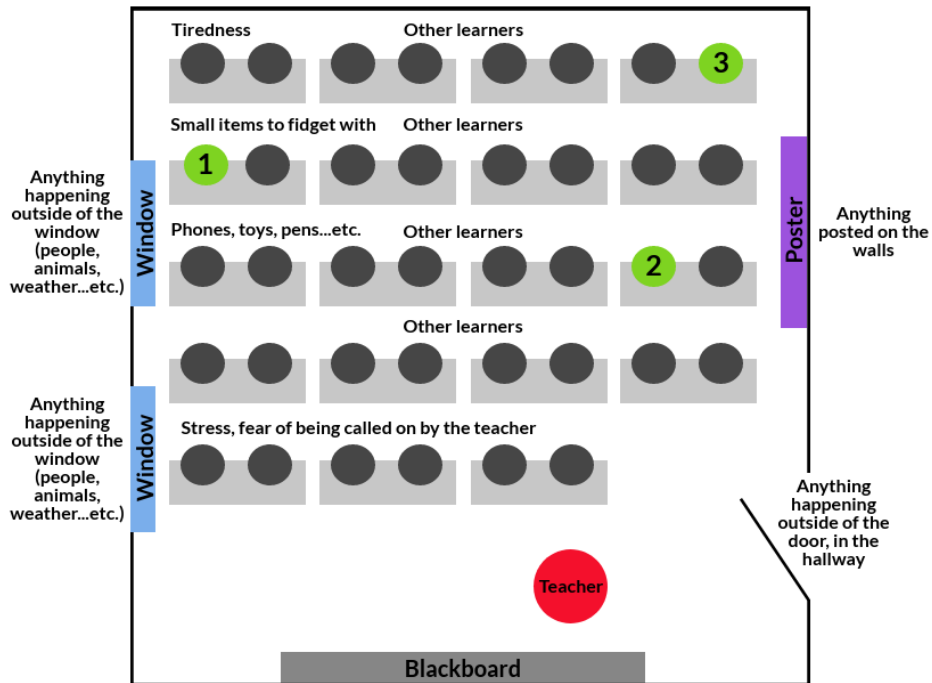 Tiredness
Other learners
3
Small items to fidget with
Other learners
1
Anything
happening
outside of the
window
(people,
animals,
weather...etc.)
Window
Poster
Anything
posted on the
walls
Phones, toys, pens...etc.
Other learners
2
Other learners
Anything
happening
outside of the
window
(people,
animals,
weather...etc.)
Window
Stress, fear of being called on by the teacher
Anything
happening
outside of the
door, in the
hallway
Teacher
Blackboard